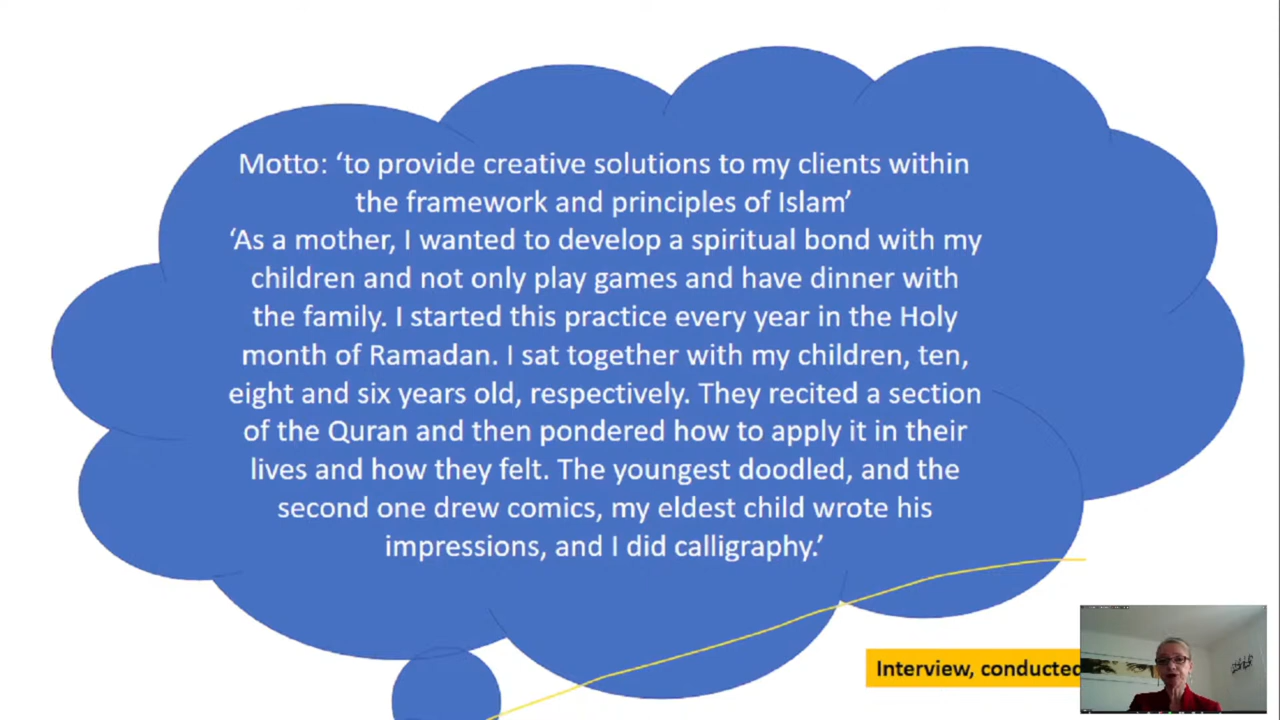 Motto: ‘to provide creative solutions to my clients within
the framework and principles of Islam’
‘As a mother, I wanted to develop a spiritual bond with my
children and not only play games and have dinner with
the family. I started this practice every year in the Holy
month of Ramadan. I sat together with my children, ten,
eight and six years old, respectively. They recited a section
of the Quran and then pondered how to apply it in their
lives and how they felt. The youngest doodled, and the
second one drew comics, my eldest child wrote his
impressions, and I did calligraphy.’
Interview, conducted